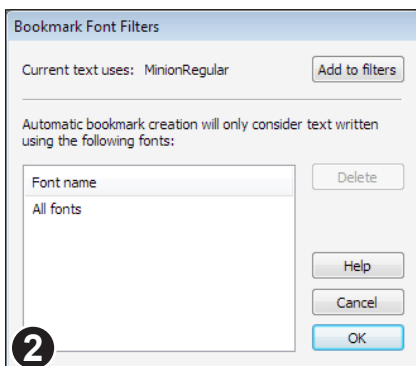 Bookmark Font Filters
Current text uses: MinionRegular
Add to filters
Automatic bookmark creation will only consider text written
using the following fonts:
Font name
All fonts
Delete
Help
Cancel
OK
2